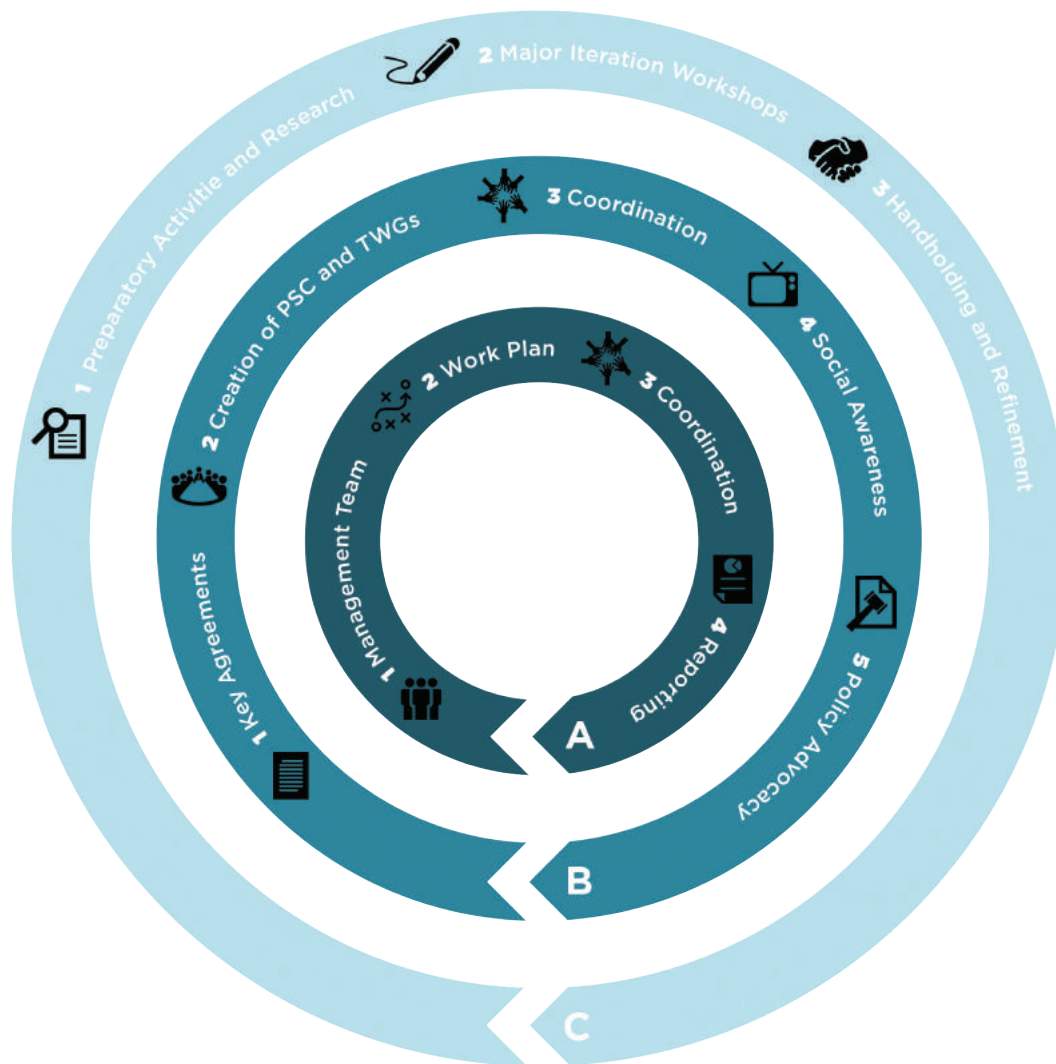 1 Preparatory Activitie and Research
2 Major Iteration Workshops
3 Handholding and Refinement
1 Key Agreements
2 Creation of PSC and TWGs
3 Coordination
4 Social Awareness
5 Policy Advocacy
1 Management Team
2 Work Plan
3 Coordination
4 Reporting
A
B
C